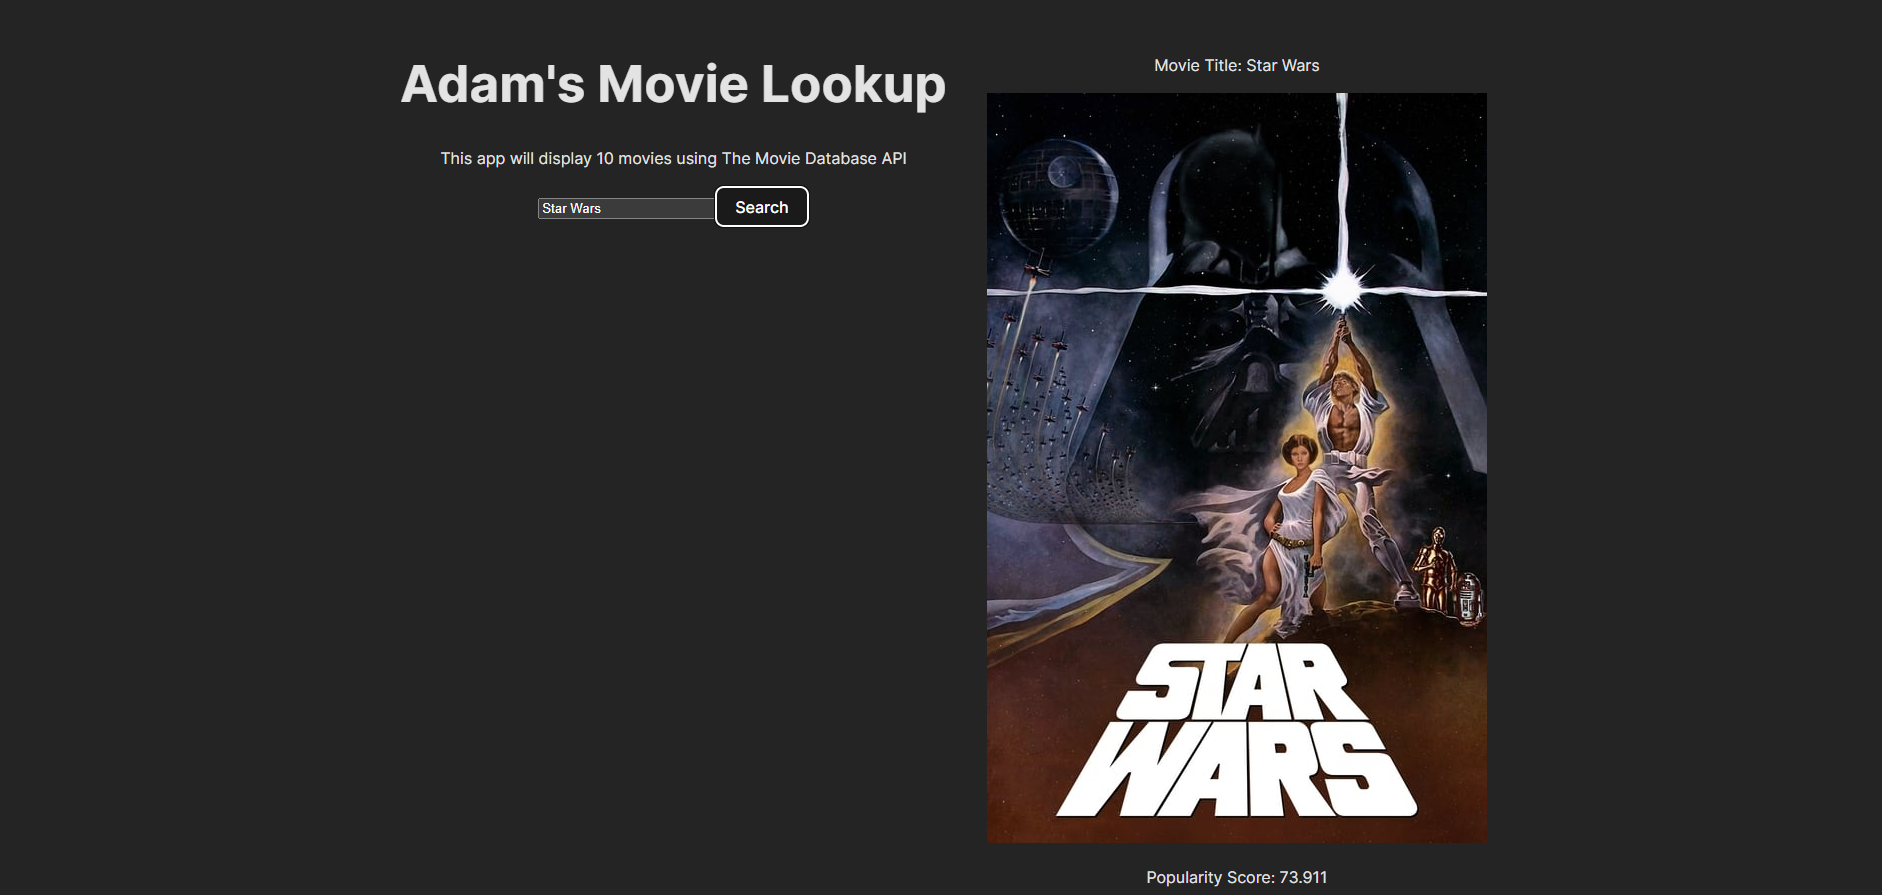 Adam's Movie Lookup
This app will display 10 movies using The Movie Database API
Star Wars
Search
Movie Title: Star Wars
STAR
WARS
Popularity Score: 73.911